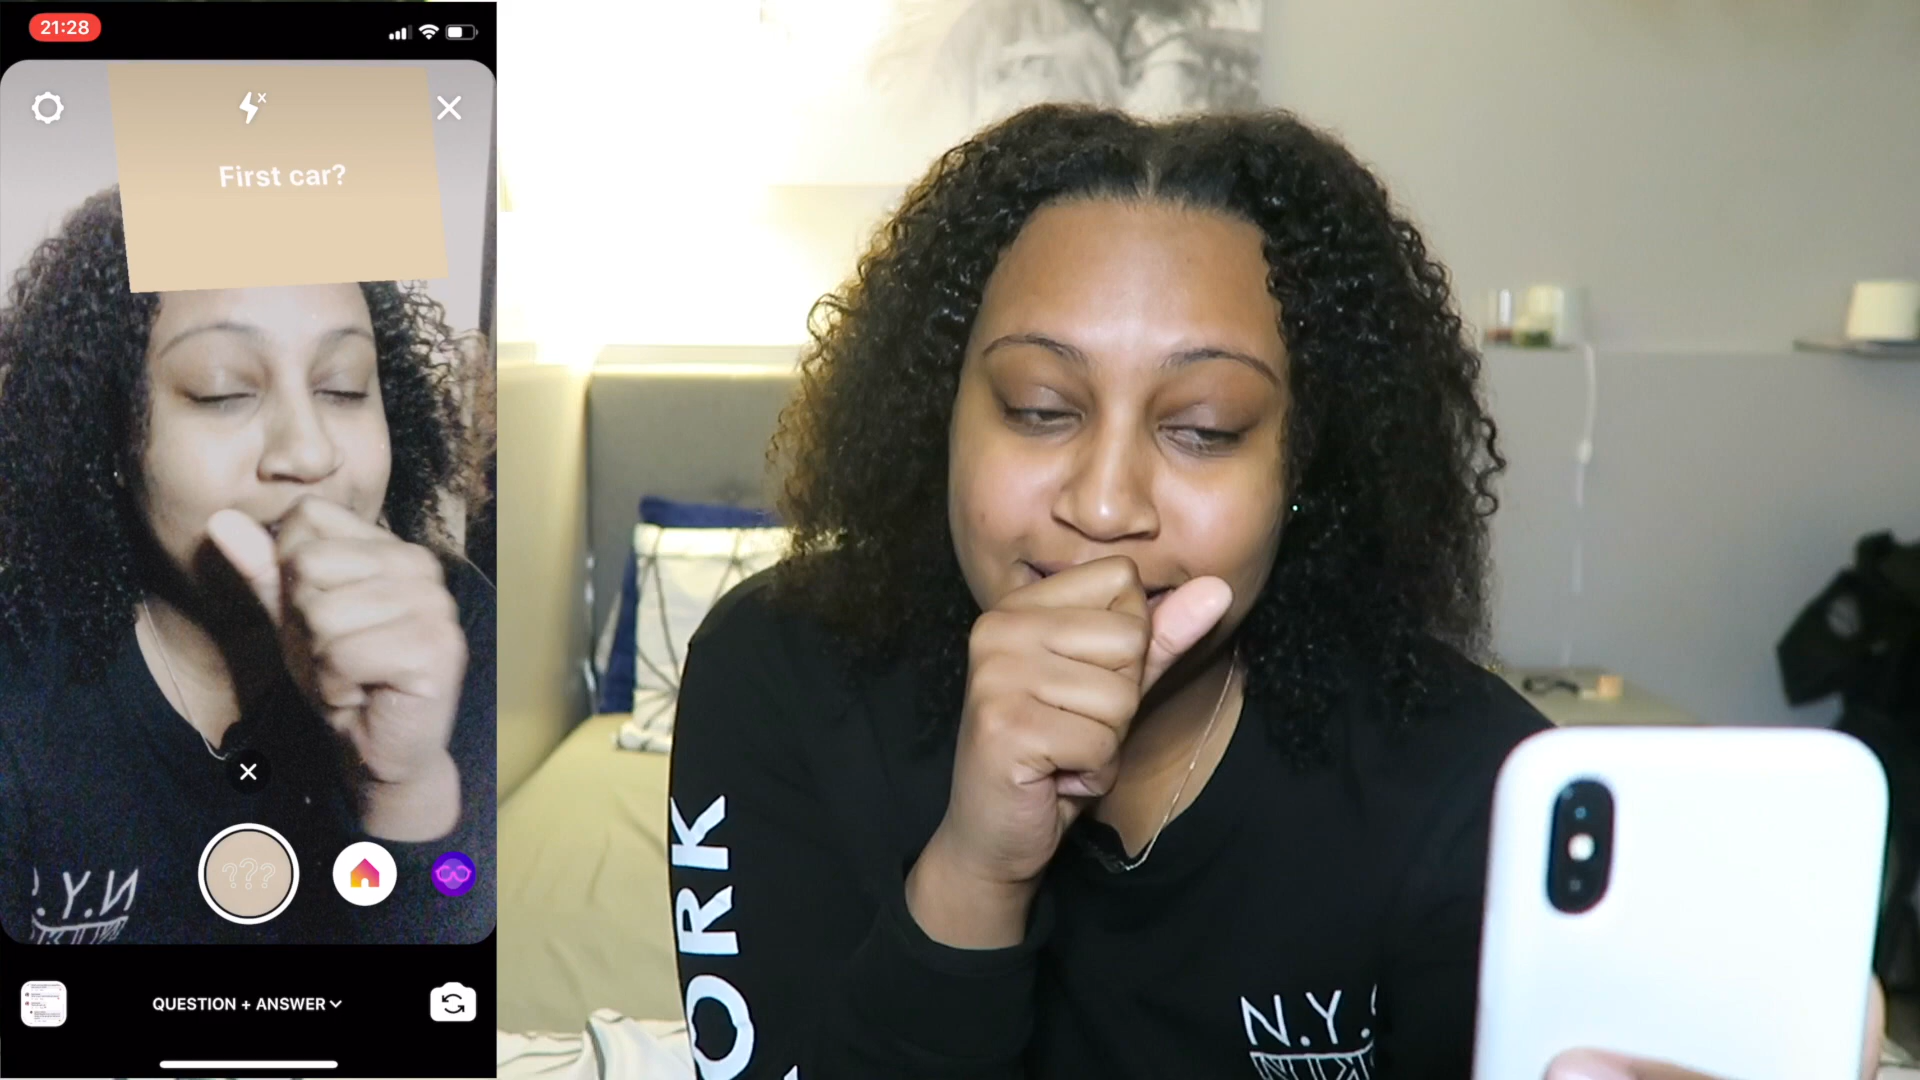 21:28
First car?
???
QUESTION + ANSWER
ORK
N.Y.